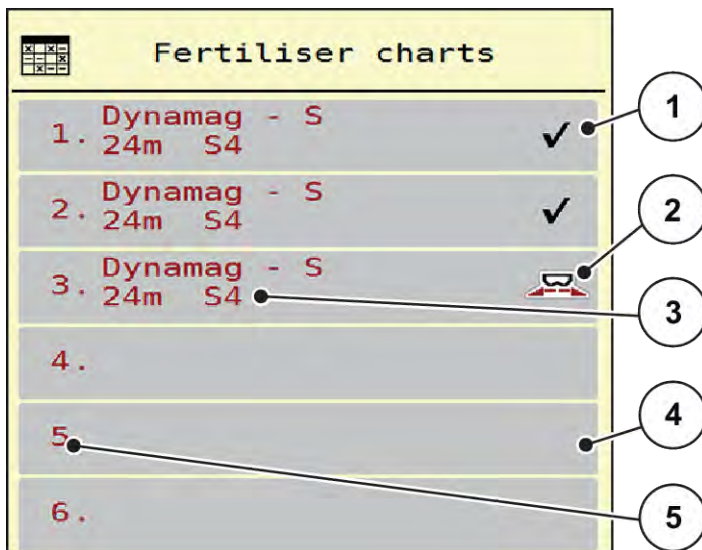 Fertiliser charts
1. Dynamag - S
24m S4
2. Dynamag - S
24m S4
3. Dynamag - S
24m S4
4.
5
6.
1
2
3
4
5